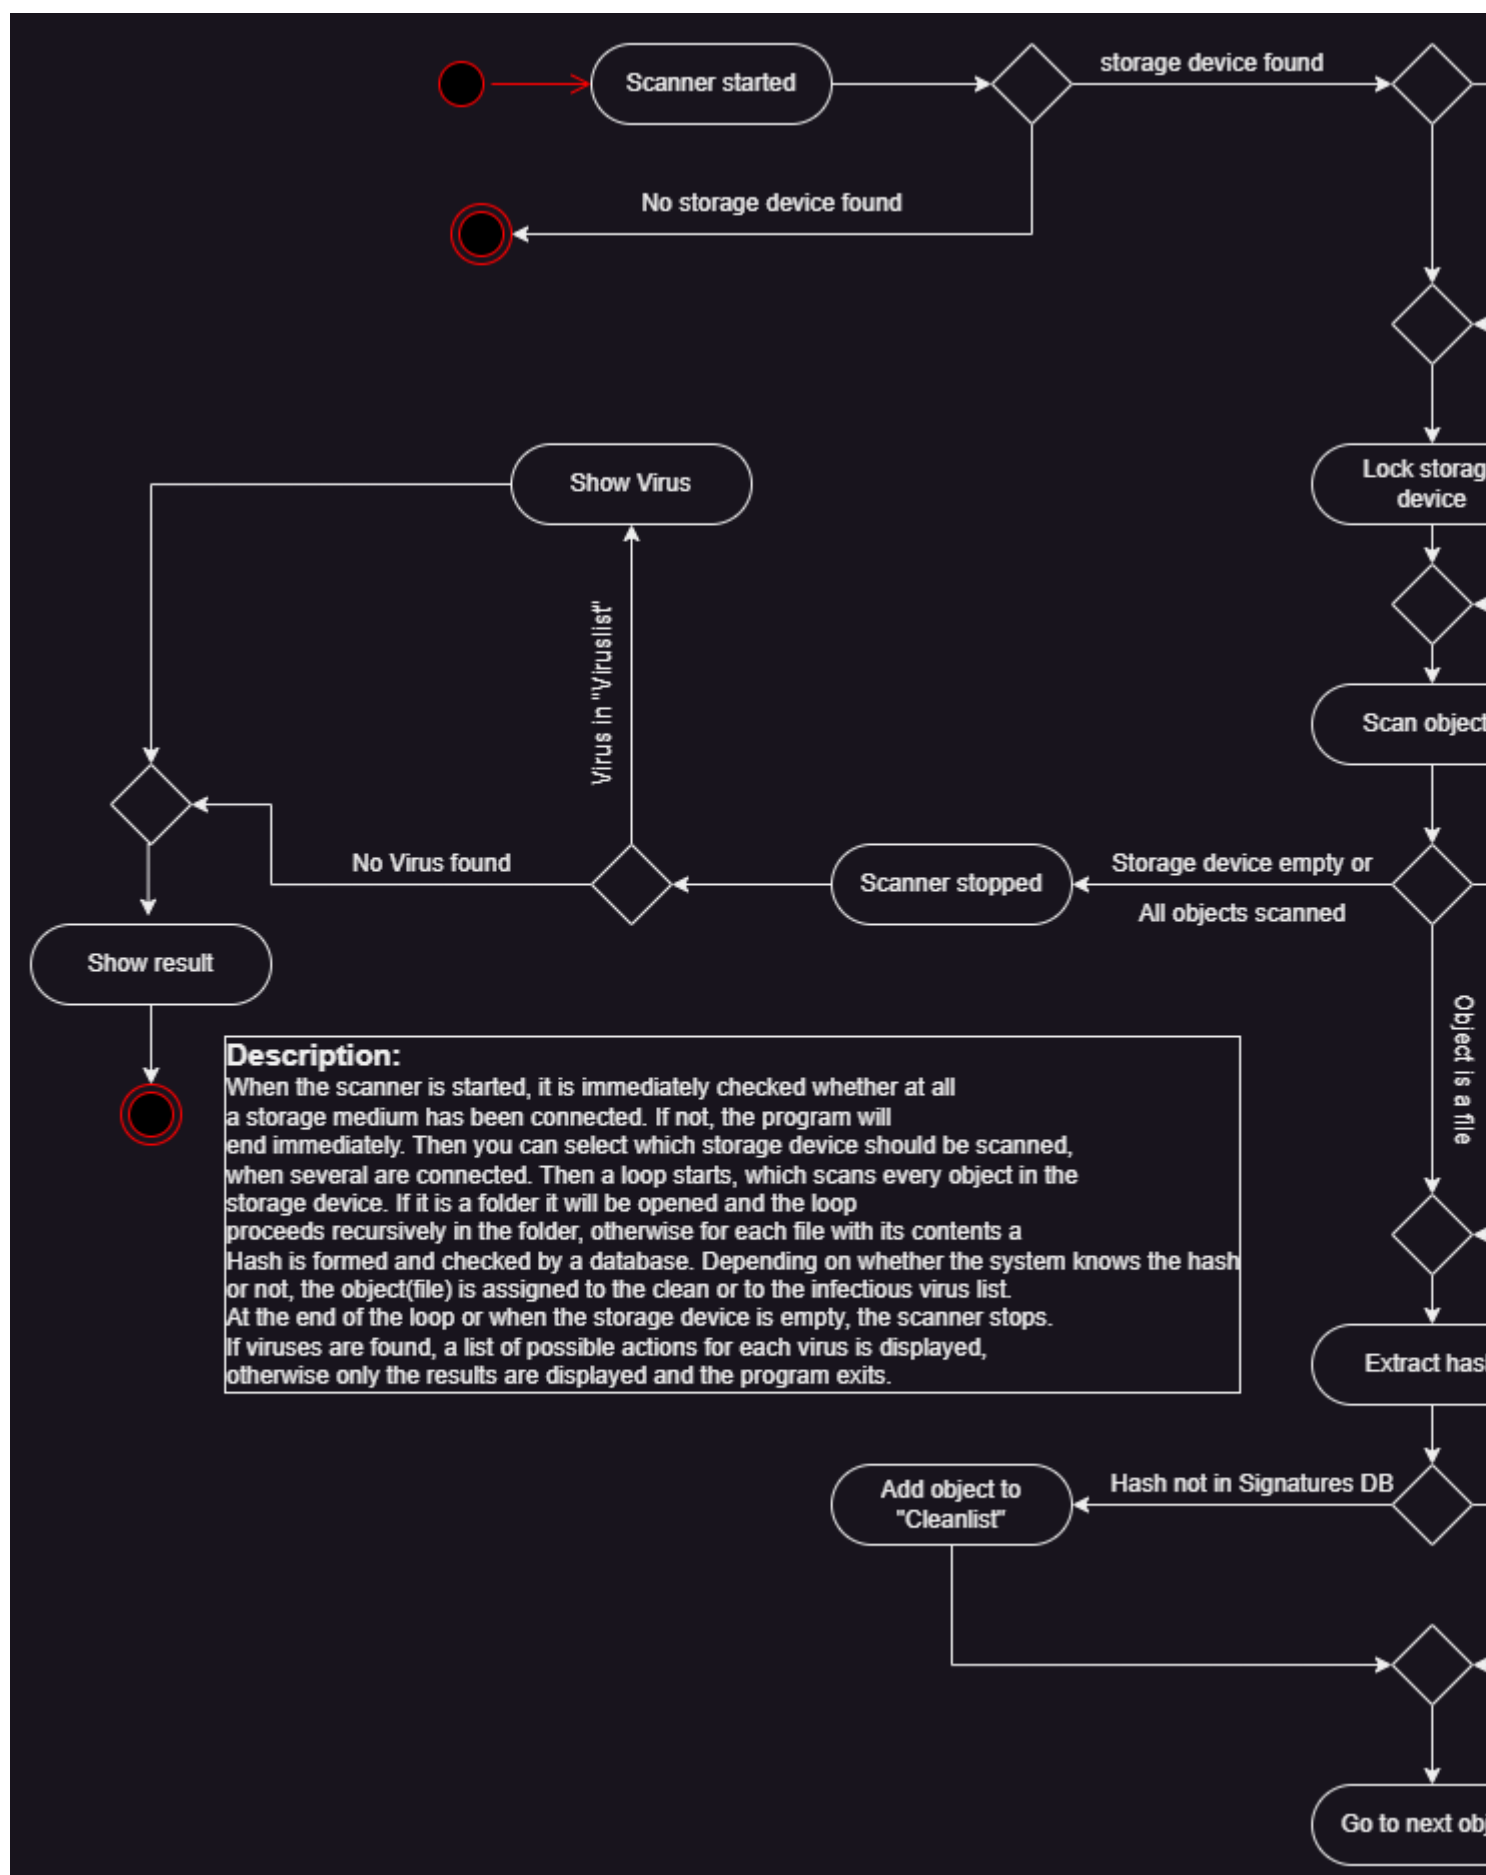 Scanner started
storage device found
No storage device found
Show Virus
Lock storag
device
Virus in "Viruslist"
Scan object
No Virus found
Scanner stopped
Storage device empty or
All objects scanned
Show result
Object is a file
Description:
When the scanner is started, it is immediately checked whether at all
a storage medium has been connected. If not, the program will
end immediately. Then you can select which storage device should be scanned,
when several are connected. Then a loop starts, which scans every object in the
storage device. If it is a folder it will be opened and the loop
proceeds recursively in the folder, otherwise for each file with its contents a
Hash is formed and checked by a database. Depending on whether the system knows the hash
or not, the object(file) is assigned to the clean or to the infectious virus list.
At the end of the loop or when the storage device is empty, the scanner stops.
If viruses are found, a list of possible actions for each virus is displayed,
otherwise only the results are displayed and the program exits.
Extract has
Add object to
"Cleanlist"
Hash not in Signatures DB
Go to next ob